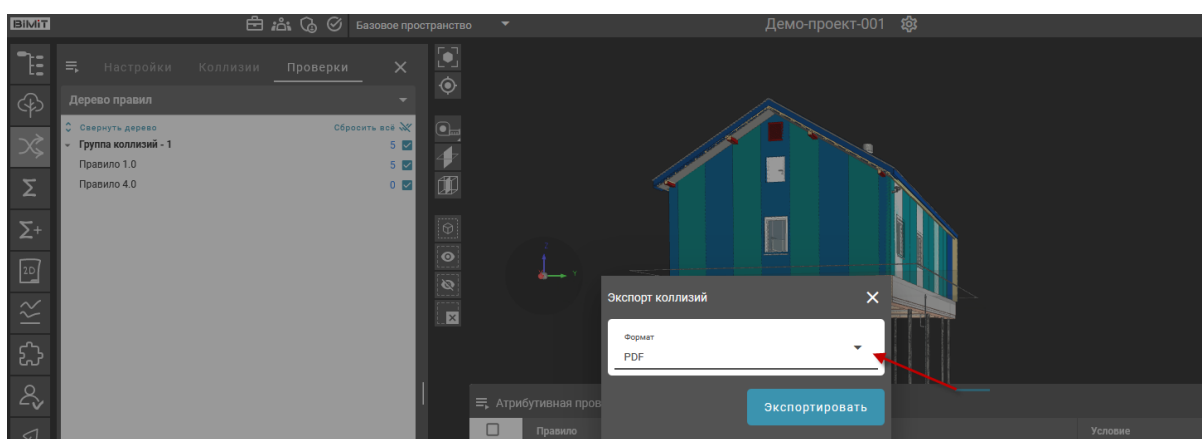 BIMIT
Базовое пространство
Демо-проект-001
Настройки Коллизии Проверки
Дерево правил
Свернуть дерево Сбросить всё
Группа коллизий - 1 5
Правило 1.0 5
Правило 4.0 0
Σ
Σ+
2D
Y
Экспорт коллизий
Формат
PDF
Экспортировать
Атрибутивная пров
Правило Условие